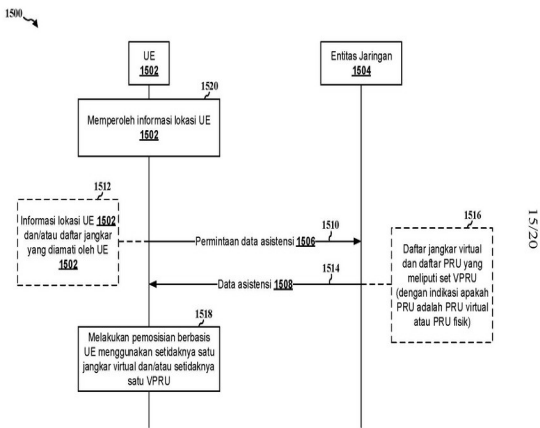 1500
UE
1502
Entitas Jaringan
1504
1520
Memperoleh informasi lokasi UE
1502
1512
Informasi lokasi UE 1502
dan/atau daftar jangkar
yang diamati oleh UE
1502
1510
Permintaan data asistensi 1506
1514
Data asistensi 1508
1516
Daftar jangkar virtual
dan daftar PRU yang
meliputi set VPRU
(dengan indikasi apakah
PRU adalah PRU virtual
atau PRU fisik)
1518
Melakukan pemosisian berbasis
UE menggunakan setidaknya satu
jangkar virtual dan/atau setidaknya
satu VPRU
15/20